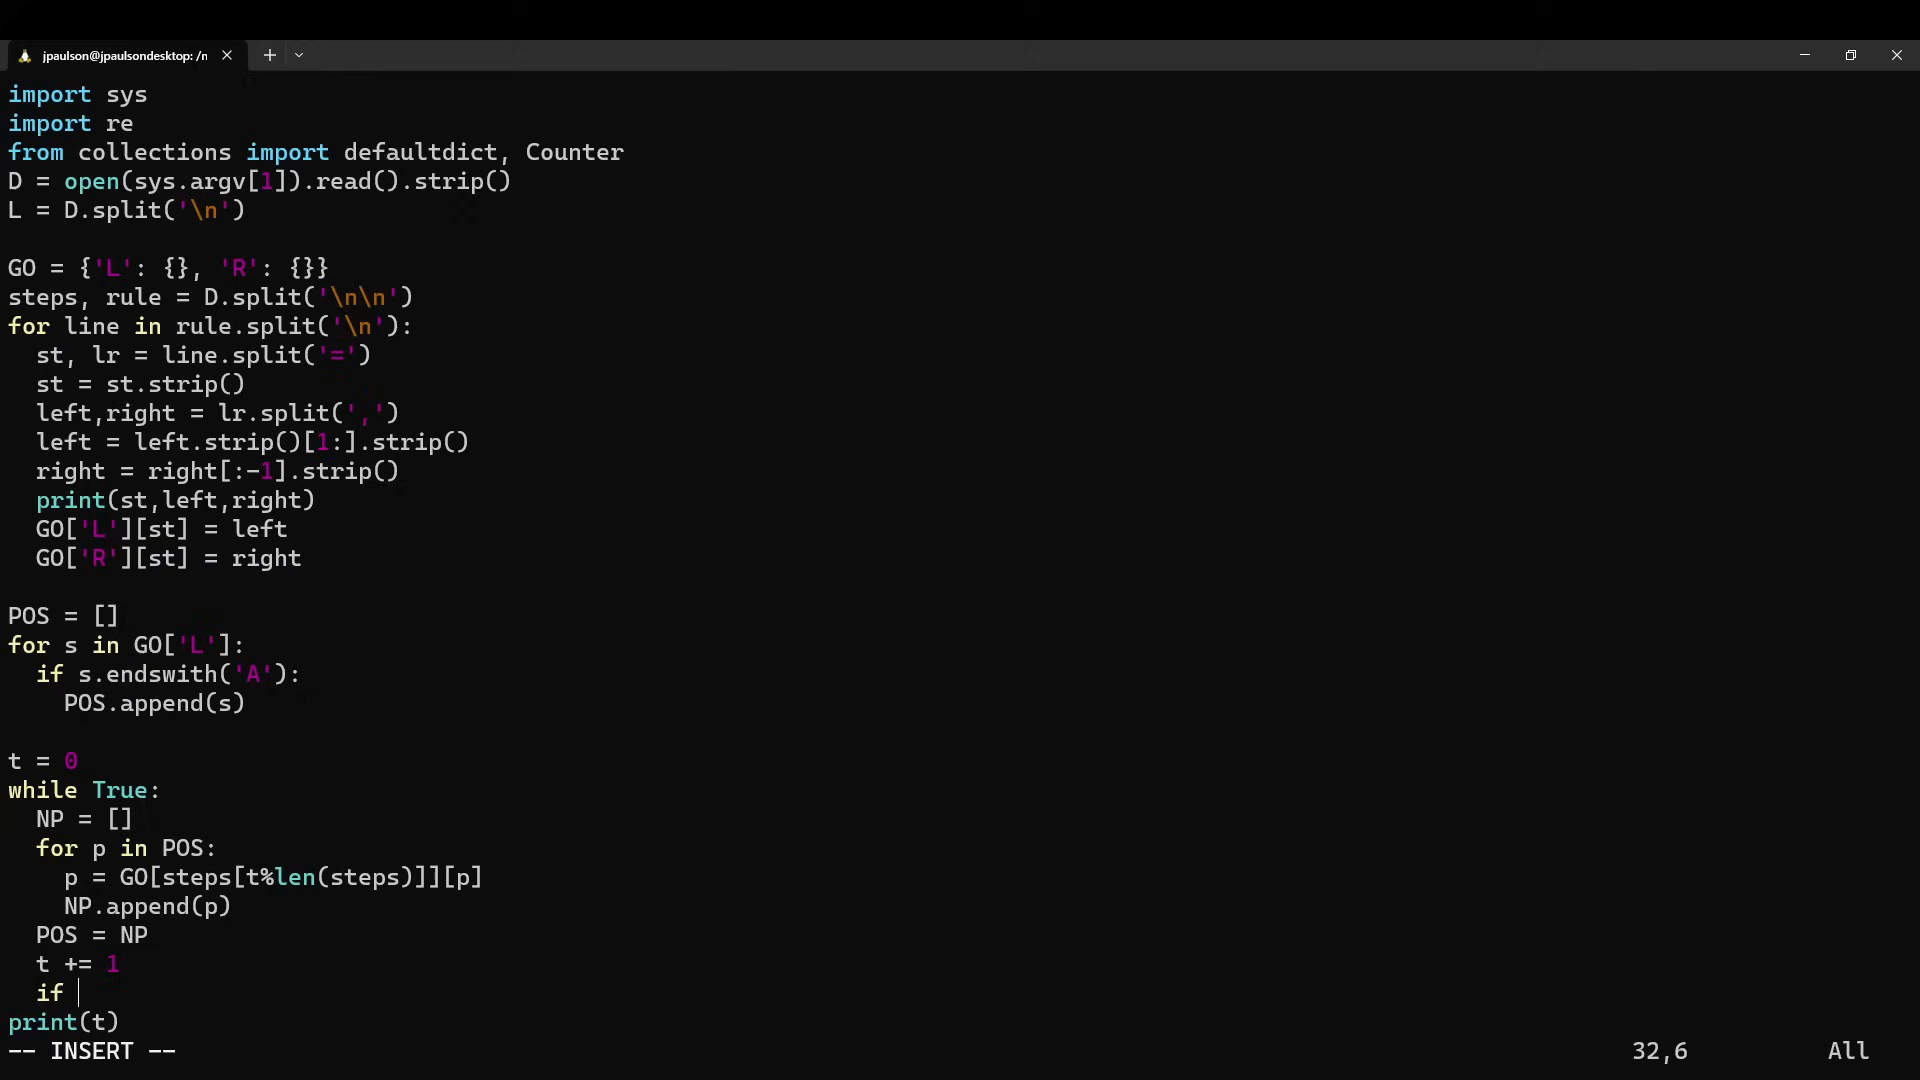 jpaulson@jpaulsondesktop: /n
import sys
import re
from collections import defaultdict, Counter
D = open(sys.argv[1]).read().strip()
L = D.split('\n')

GO = {'L': {}, 'R': {}}
steps, rule = D.split('\n\n')
for line in rule.split('\n'):
  st, lr = line.split('=')
  st = st.strip()
  left,right = lr.split(',')
  left = left.strip()[1:].strip()
  right = right[:-1].strip()
  print(st,left,right)
  GO['L'][st] = left
  GO['R'][st] = right

POS = []
for s in GO['L']:
  if s.endswith('A'):
    POS.append(s)

t = 0
while True:
  NP = []
  for p in POS:
    p = GO[steps[t%len(steps)]][p]
    NP.append(p)
  POS = NP
  t += 1
  if
print(t)
-- INSERT -- 32,6 All